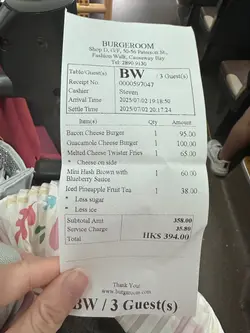 BURGEROOM
Shop D, G/F, 50-56 Paterson St.,
Fashion Walk, Causeway Bay
Tel: 2890-9130
Table/Guest(s) BW / 3 Guest(s)
Receipt No. 0000597047
Cashier Steven
Arrival Time 2025/07/02 19:18:50
Settle Time 2025/07/02 20:17:24
Item(s) Qty Amount
Bacon Cheese Burger 1 95.00
Guacamole Cheese Burger 1 100.00
Malted Cheese Twister Fries 1 65.00
* Cheese on side
Mini Hash Brown with 1 60.00
Blueberry Sauce
Iced Pineapple Fruit Tea 1 38.00
* Less sugar
* Less ice
Subtotal Amt 358.00
Service Charge 35.80
Total HK$ 394.00
Thank You
www.burgeroom.com
BW / 3 Guest(s)